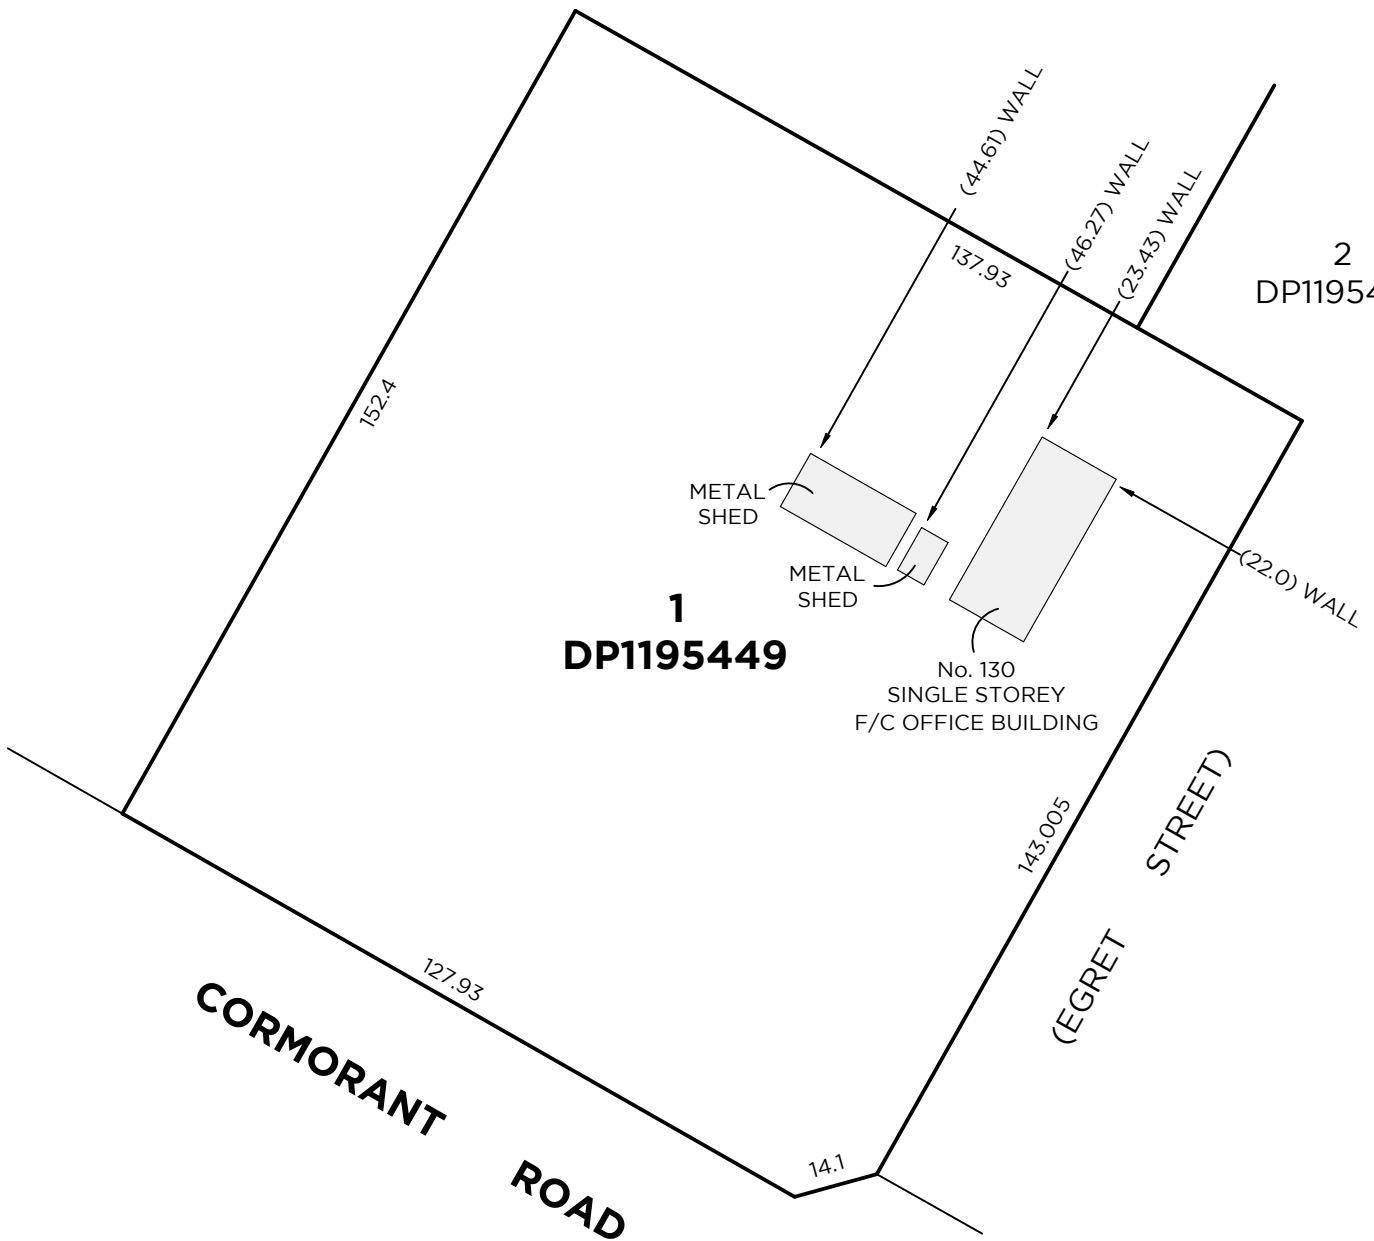 (44.61) WALL
(46.27) WALL
(23.43) WALL
137.93
2
152.4
METAL
SHED
METAL
SHED
(22.0) WALL
1
DP1195449
No. 130
SINGLE STOREY
F/C OFFICE BUILDING
143.005
(EGRET STREET)
127.93
CORMORANT ROAD
14.1